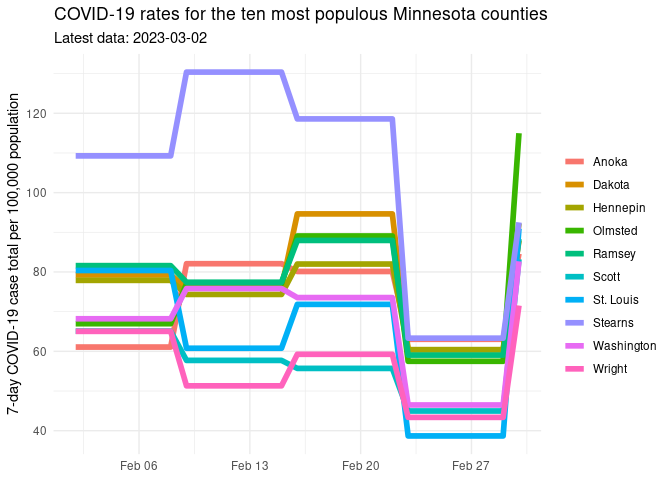 COVID-19 rates for the ten most populous Minnesota counties
Latest data: 2023-03-02
7-day COVID-19 case total per 100,000 population
120
100
80
60
40
Feb 06
Feb 13
Feb 20
Feb 27
Anoka
Dakota
Hennepin
Olmsted
Ramsey
Scott
St. Louis
Stearns
Washington
Wright